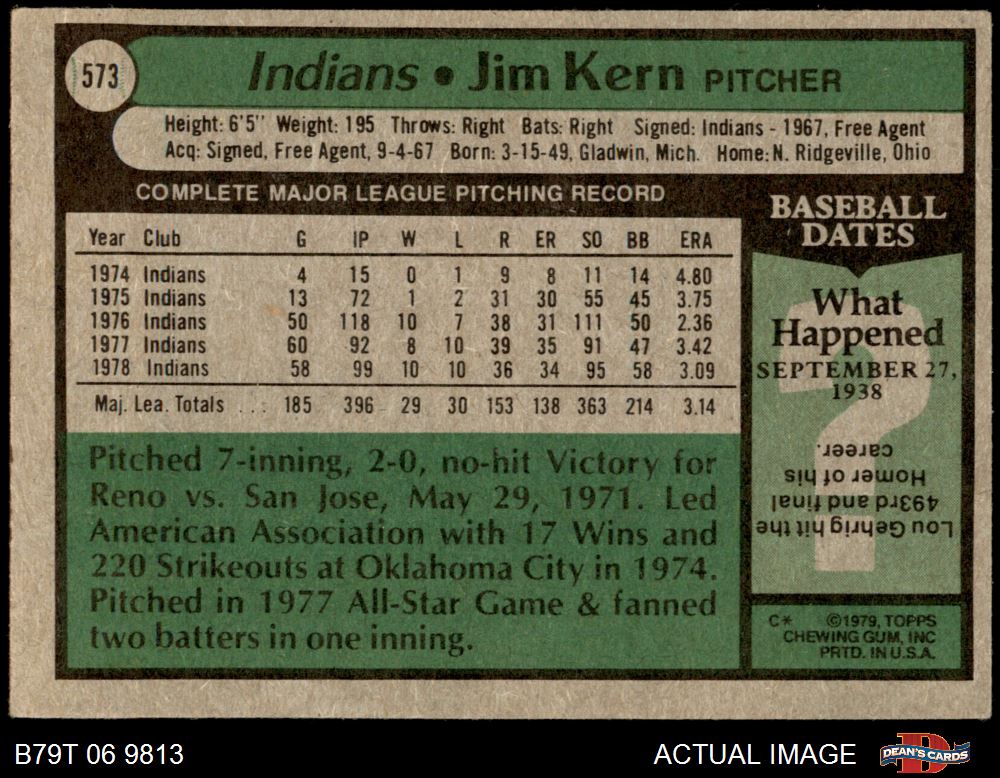 573
Indians • Jim Kern PITCHER
Height: 6'5" Weight: 195 Throws: Right Bats: Right Signed: Indians - 1967, Free Agent
Acq: Signed, Free Agent, 9-4-67 Born: 3-15-49, Gladwin, Mich. Home: N. Ridgeville, Ohio
COMPLETE MAJOR LEAGUE PITCHING RECORD
Year Club G IP W L R ER SO BB ERA
1974 Indians 4 15 0 1 9 8 11 14 4.80
1975 Indians 13 72 1 2 31 30 55 45 3.75
1976 Indians 50 118 10 7 38 31 111 50 2.36
1977 Indians 60 92 8 10 39 35 91 47 3.42
1978 Indians 58 99 10 10 36 34 95 58 3.09
Maj. Lea. Totals ... 185 396 29 30 153 138 363 214 3.14
Pitched 7-inning, 2-0, no-hit Victory for
Reno vs. San Jose, May 29, 1971. Led
American Association with 17 Wins and
220 Strikeouts at Oklahoma City in 1974.
Pitched in 1977 All-Star Game & fanned
two batters in one inning.
BASEBALL
DATES
What
Happened
SEPTEMBER 27,
1938
?
Lou Gehrig hit the
493rd and final
Homer of his
career.
C* ©1979, TOPPS
CHEWING GUM, INC
PRTD. IN U.S.A.
B79T 06 9813
ACTUAL IMAGE
DEAN'S CARDS